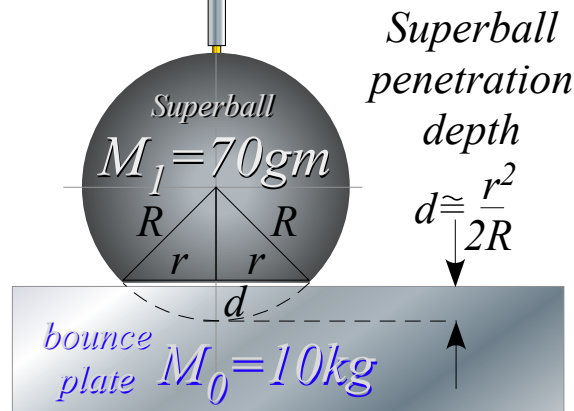 Superball
penetration
depth
d≅r²/2R
Superball
M₁=70gm
R R
r r
d
bounce
plate M₀=10kg